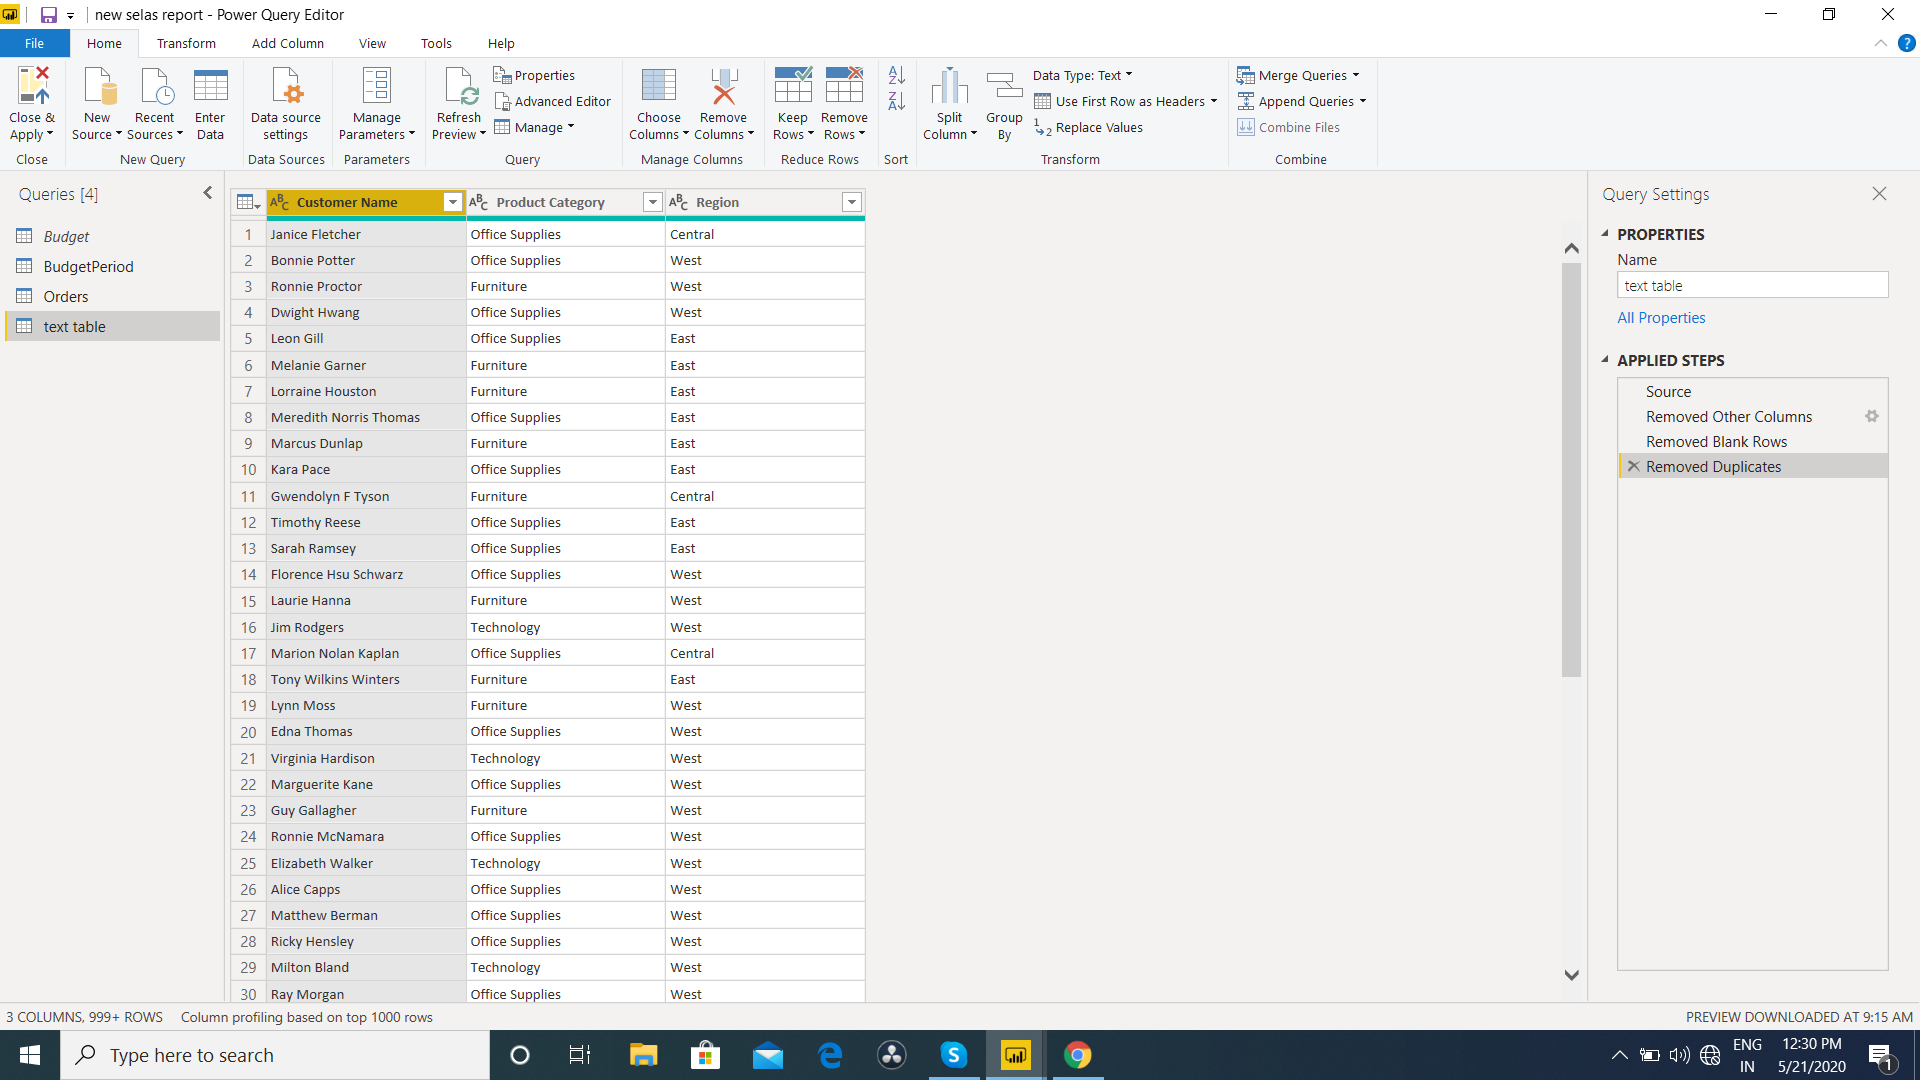 new selas report - Power Query Editor
File Home Transform Add Column View Tools Help
Close & Apply
Close
New Source
Recent Sources
Enter Data
New Query
Data source settings
Data Sources
Manage Parameters
Parameters
Refresh Preview
Properties
Advanced Editor
Manage
Query
Choose Columns
Remove Columns
Manage Columns
Keep Rows
Remove Rows
Reduce Rows
Sort
Split Column
Group By
Data Type: Text
Use First Row as Headers
Replace Values
Transform
Merge Queries
Append Queries
Combine Files
Combine
Queries [4]
Budget
BudgetPeriod
Orders
text table
Customer Name Product Category Region
1 Janice Fletcher Office Supplies Central
2 Bonnie Potter Office Supplies West
3 Ronnie Proctor Furniture West
4 Dwight Hwang Office Supplies West
5 Leon Gill Office Supplies East
6 Melanie Garner Furniture East
7 Lorraine Houston Furniture East
8 Meredith Norris Thomas Office Supplies East
9 Marcus Dunlap Furniture East
10 Kara Pace Office Supplies East
11 Gwendolyn F Tyson Furniture Central
12 Timothy Reese Office Supplies East
13 Sarah Ramsey Office Supplies East
14 Florence Hsu Schwarz Office Supplies West
15 Laurie Hanna Furniture West
16 Jim Rodgers Technology West
17 Marion Nolan Kaplan Office Supplies Central
18 Tony Wilkins Winters Furniture East
19 Lynn Moss Furniture West
20 Edna Thomas Office Supplies West
21 Virginia Hardison Technology West
22 Marguerite Kane Office Supplies West
23 Guy Gallagher Furniture West
24 Ronnie McNamara Office Supplies West
25 Elizabeth Walker Technology West
26 Alice Capps Office Supplies West
27 Matthew Berman Office Supplies West
28 Ricky Hensley Office Supplies West
29 Milton Bland Technology West
30 Ray Morgan Office Supplies West
Query Settings
PROPERTIES
Name
text table
All Properties
APPLIED STEPS
Source
Removed Other Columns
Removed Blank Rows
Removed Duplicates
3 COLUMNS, 999+ ROWS Column profiling based on top 1000 rows
PREVIEW DOWNLOADED AT 9:15 AM
Type here to search
ENG
IN
12:30 PM
5/21/2020
1